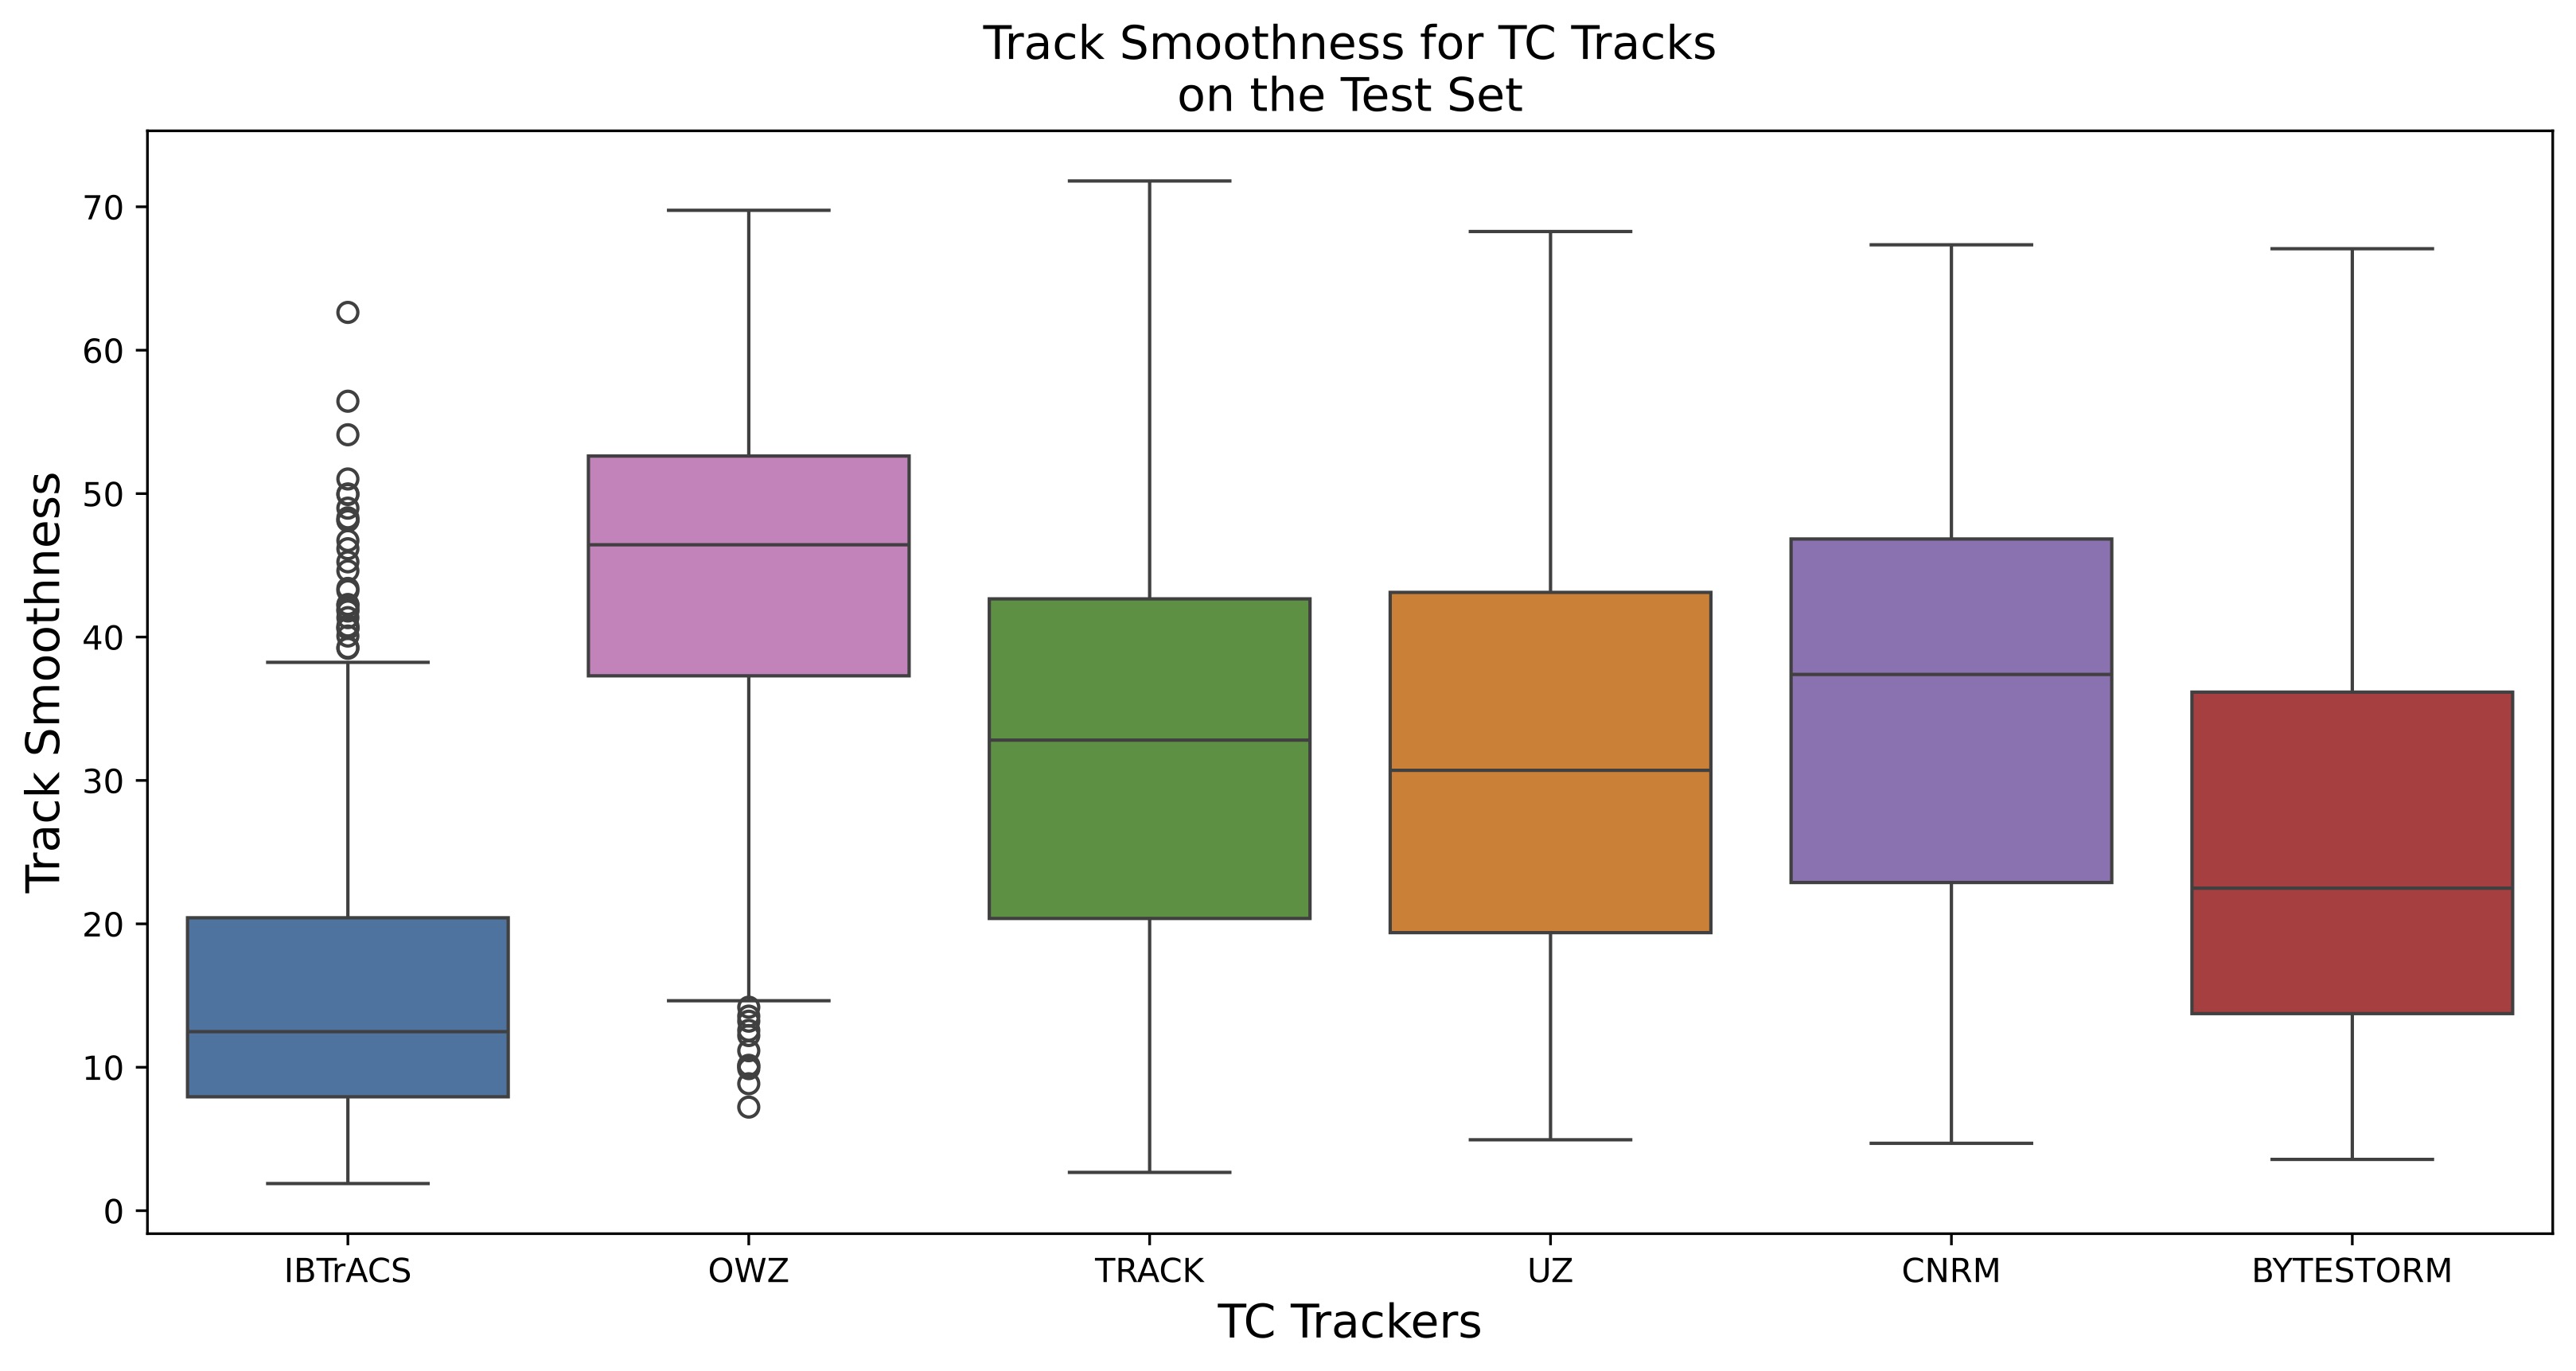 Track Smoothness for TC Tracks
on the Test Set
Track Smoothness
70
60
50
40
30
20
10
0
IBTrACS
OWZ
TRACK
UZ
CNRM
BYTESTORM
TC Trackers